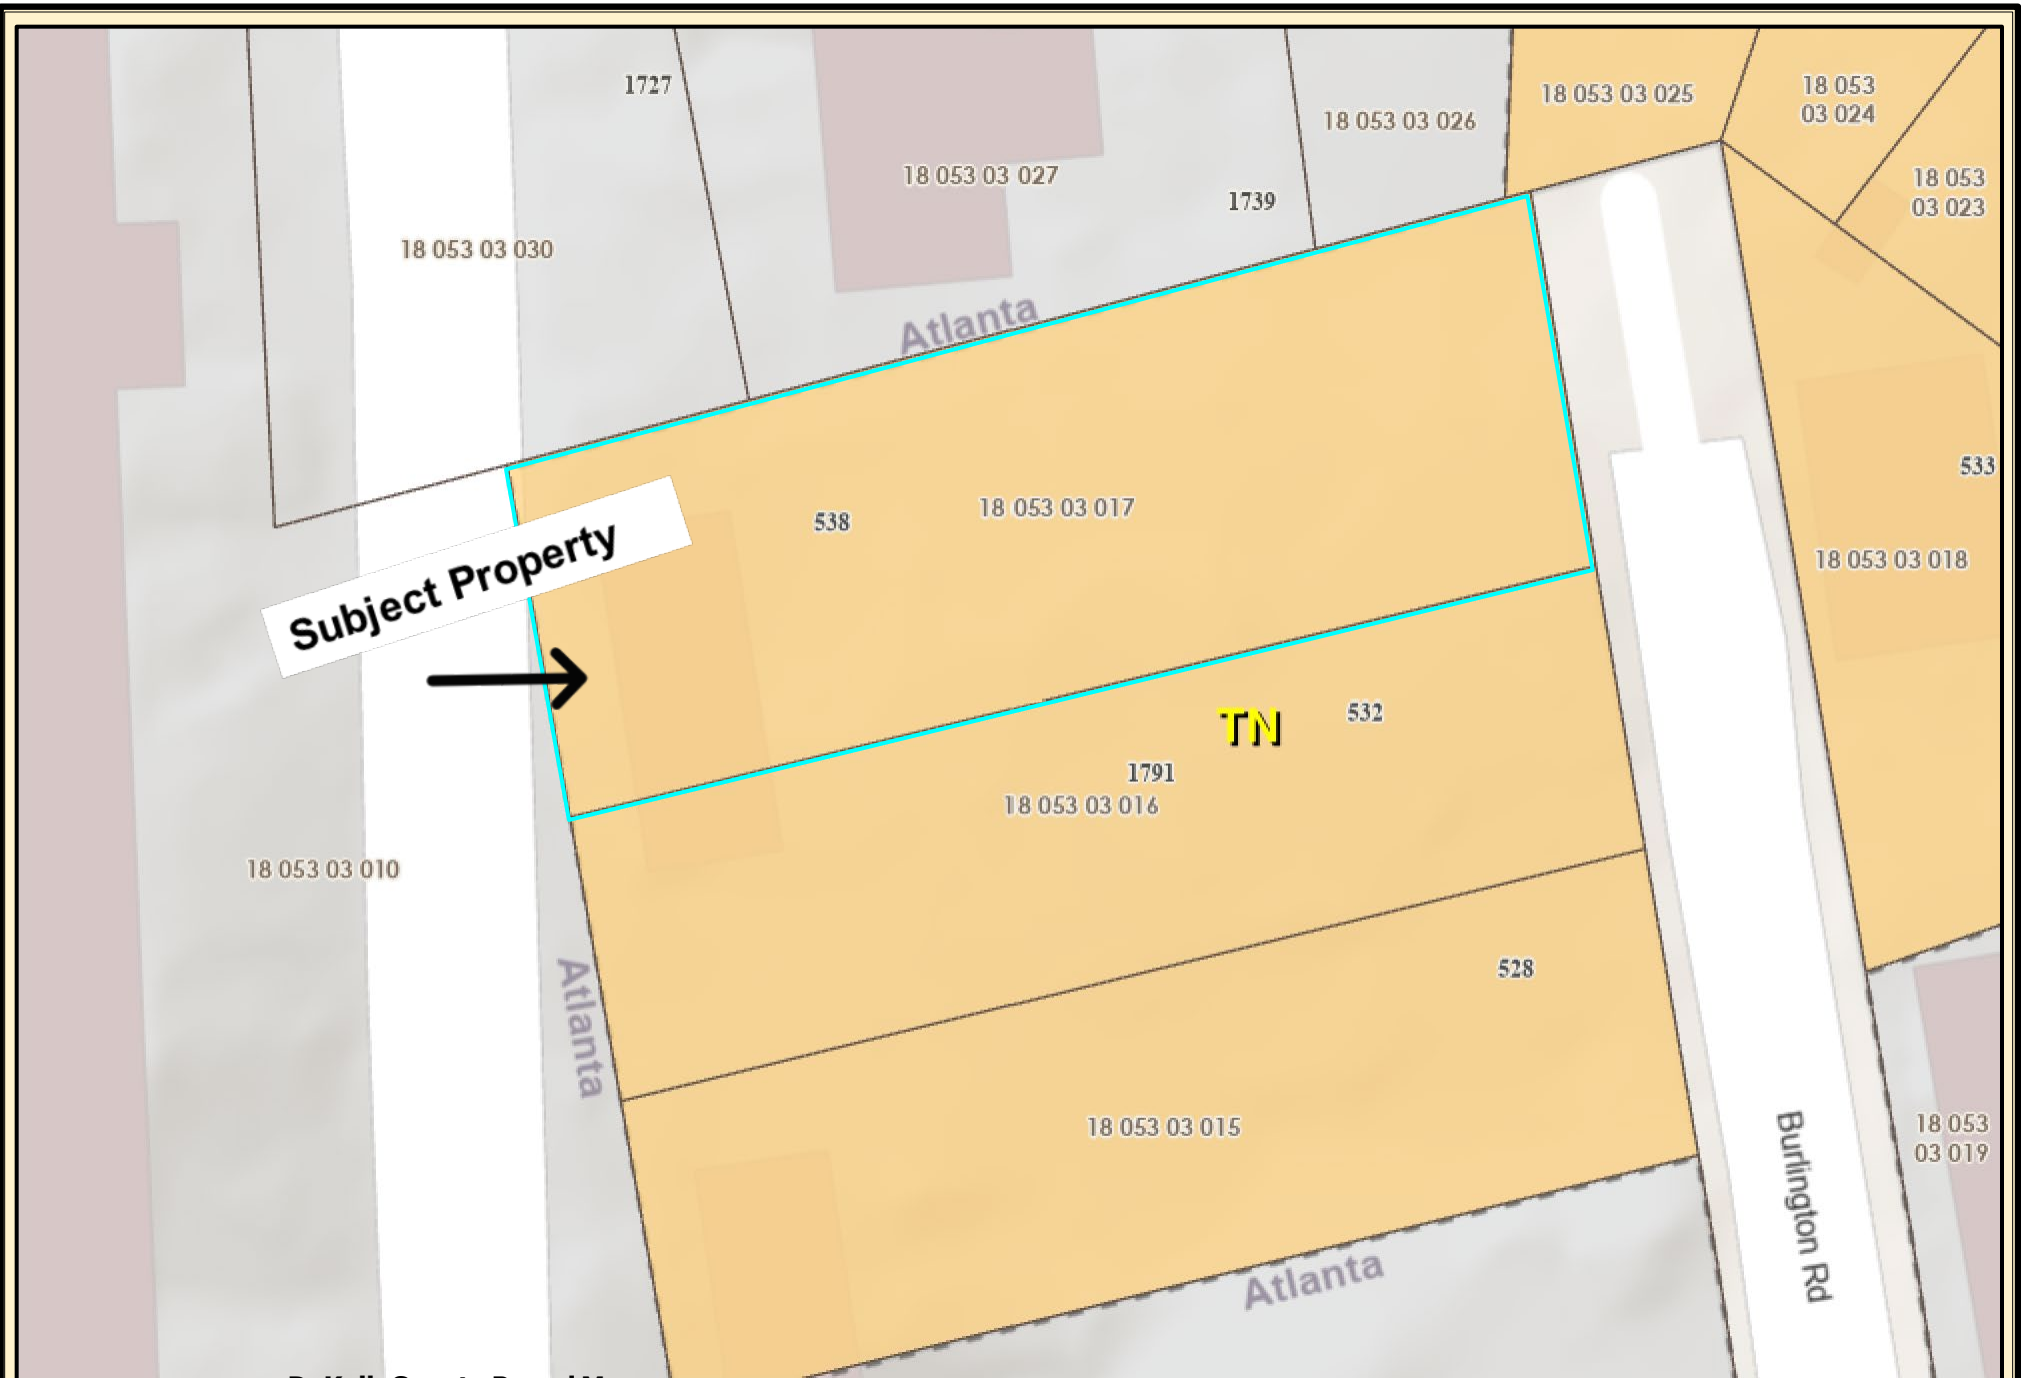 1727
18 053 03 025
18 053
03 024
18 053 03 026
18 053 03 027
18 053
03 023
1739
18 053 03 030
Atlanta
533
18 053 03 017
538
Subject Property
18 053 03 018
532
TN
1791
18 053 03 016
18 053 03 010
528
Atlanta
18 053 03 015
18 053
03 019
Burlington Rd
Atlanta